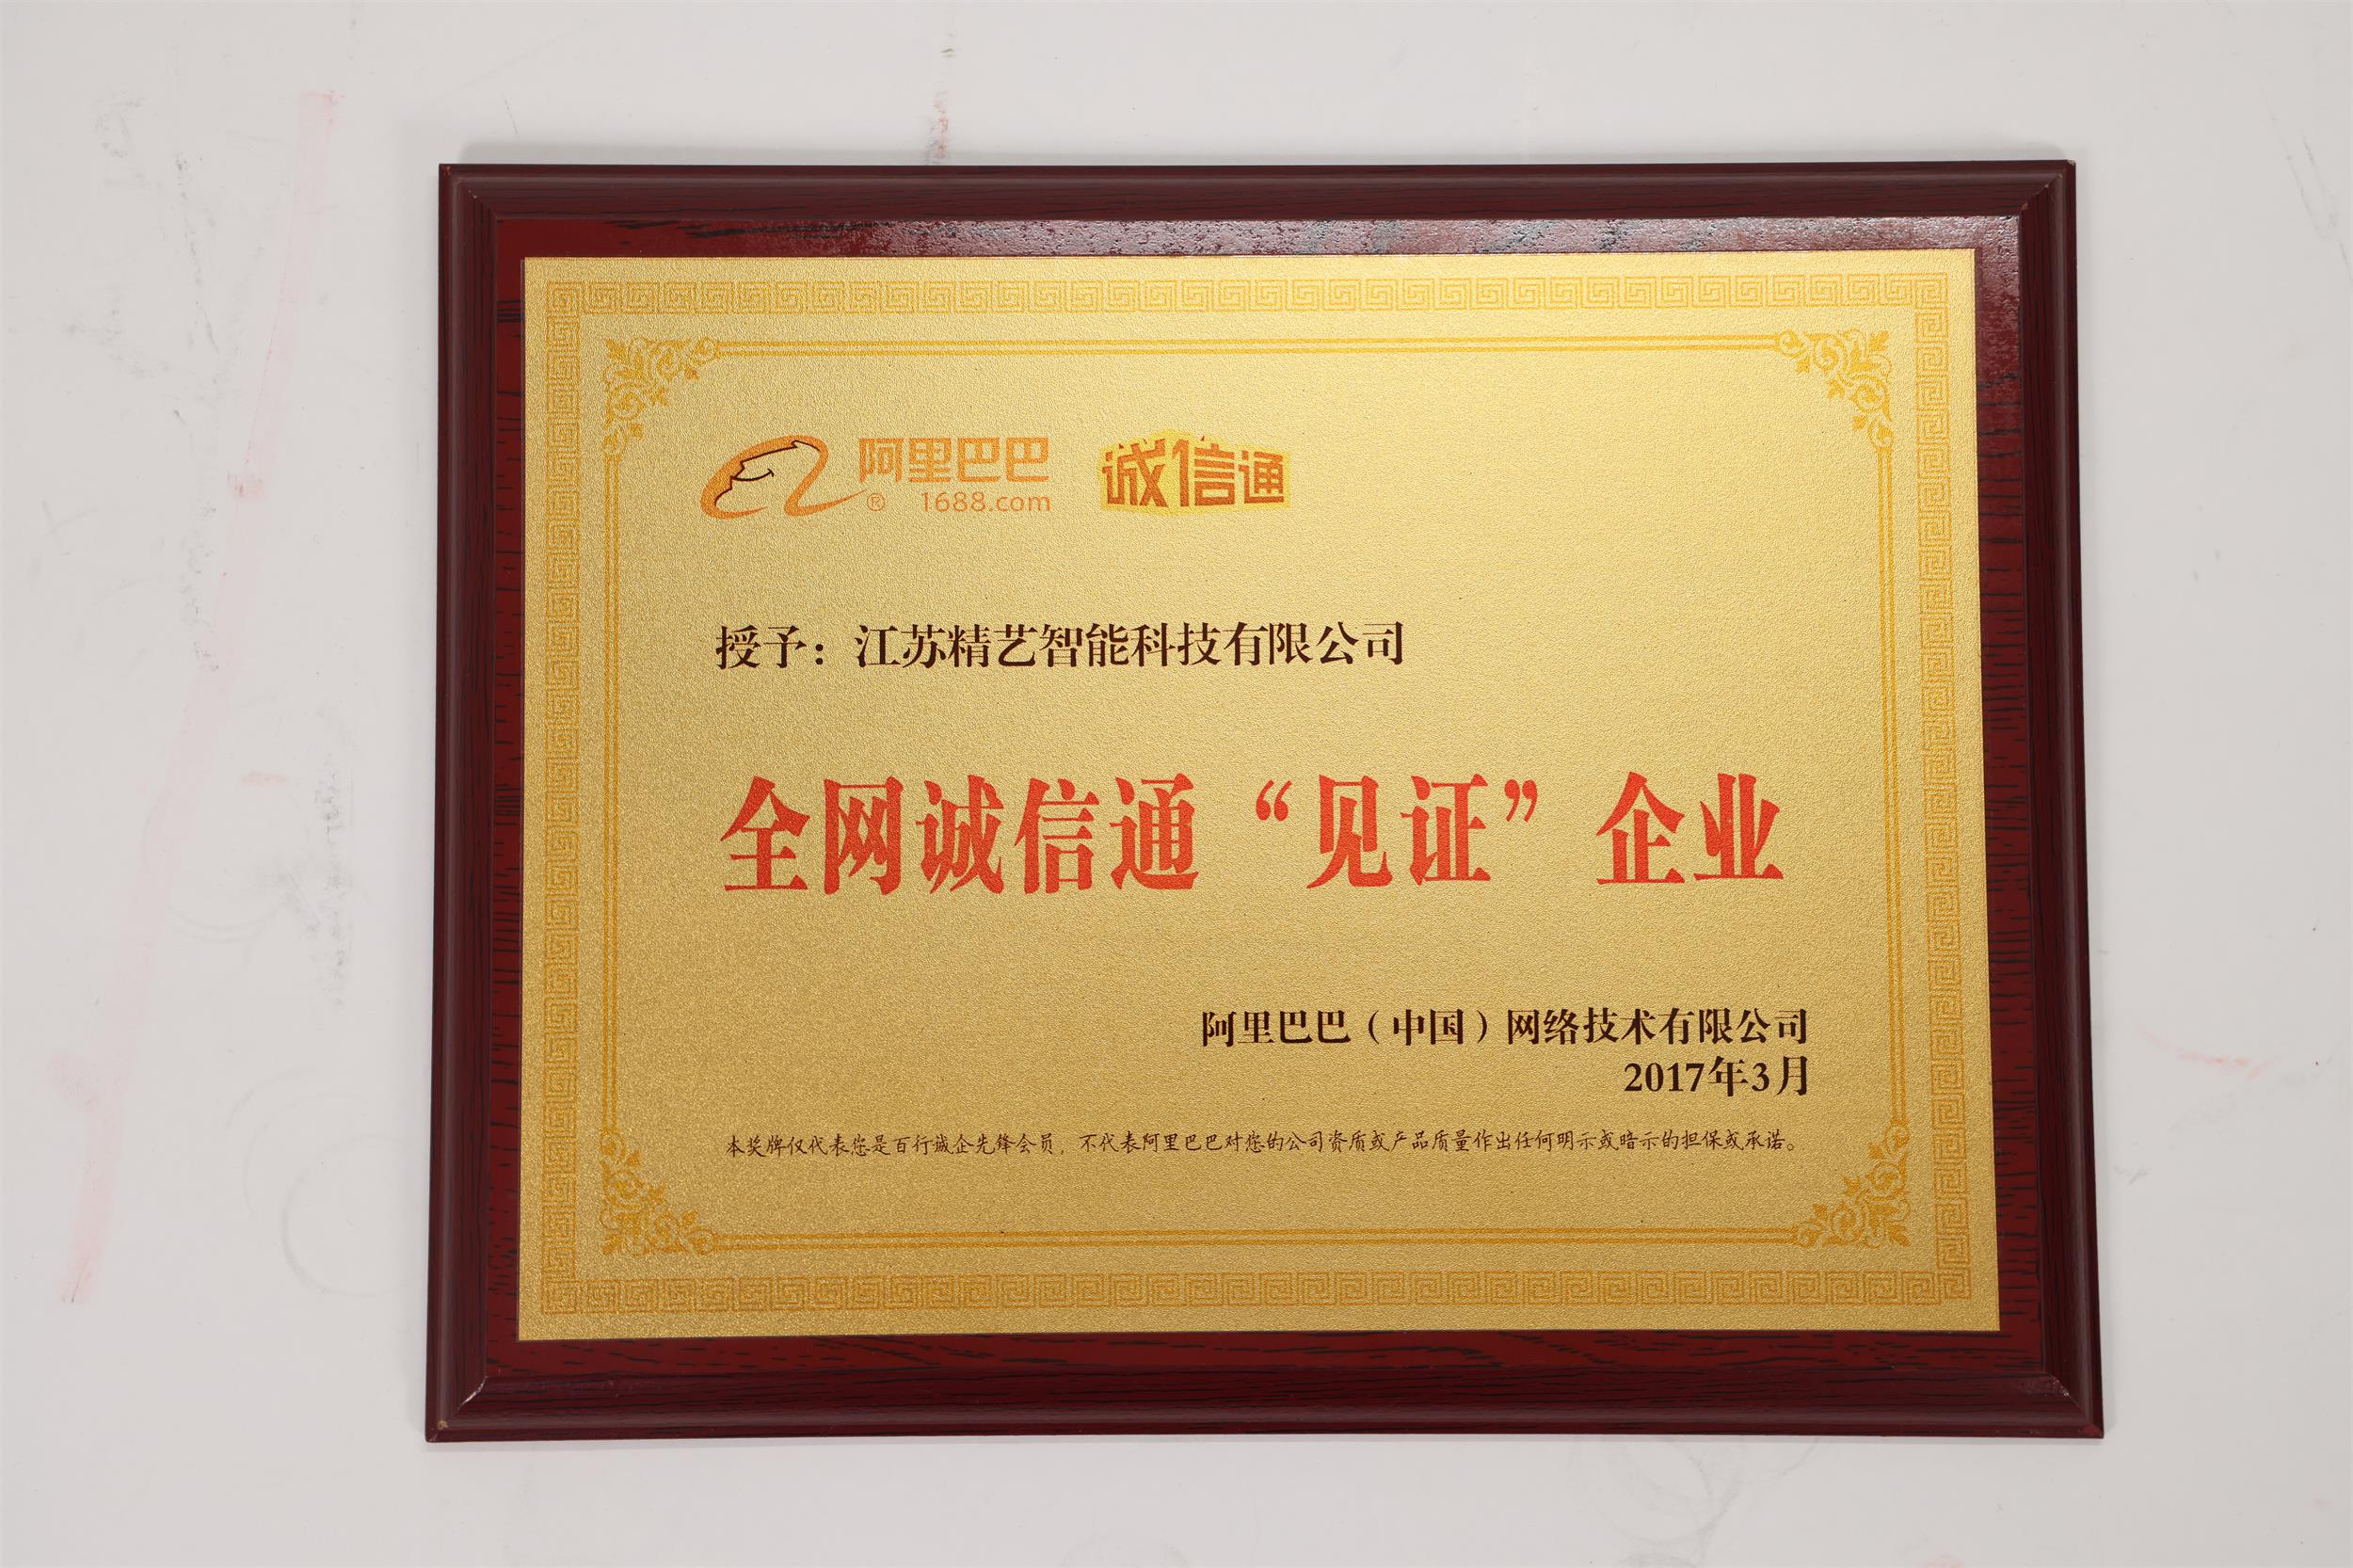 阿里巴巴 诚信通
® 1688.com
授予：江苏精艺智能科技有限公司
全网诚信通“见证”企业
阿里巴巴（中国）网络技术有限公司
2017年3月
本奖牌仅代表您是百行诚企先锋会员，不代表阿里巴巴对您的公司资质或产品质量作出任何明示或暗示的担保或承诺。